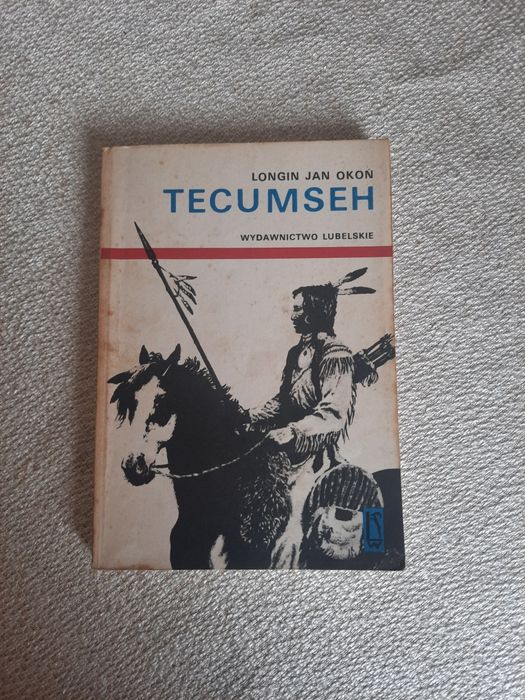 LONGIN JAN OKOŃ
TECUMSEH
WYDAWNICTWO LUBELSKIE